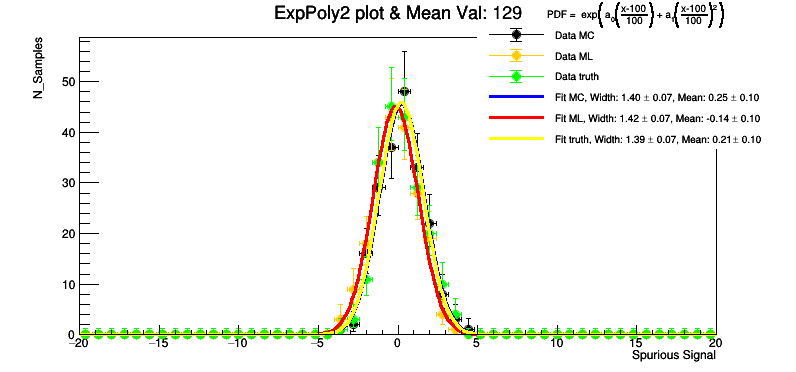 ExpPoly2 plot & Mean Val: 129
PDF = exp(a₀(x-100/100) + a₁(x-100/100)²)
Data MC
Data ML
Data truth
Fit MC, Width: 1.40 ± 0.07, Mean: 0.25 ± 0.10
Fit ML, Width: 1.42 ± 0.07, Mean: -0.14 ± 0.10
Fit truth, Width: 1.39 ± 0.07, Mean: 0.21 ± 0.10
N_Samples
50
40
30
20
10
0
−20 −15 −10 −5 0 5 10 15 20
Spurious Signal